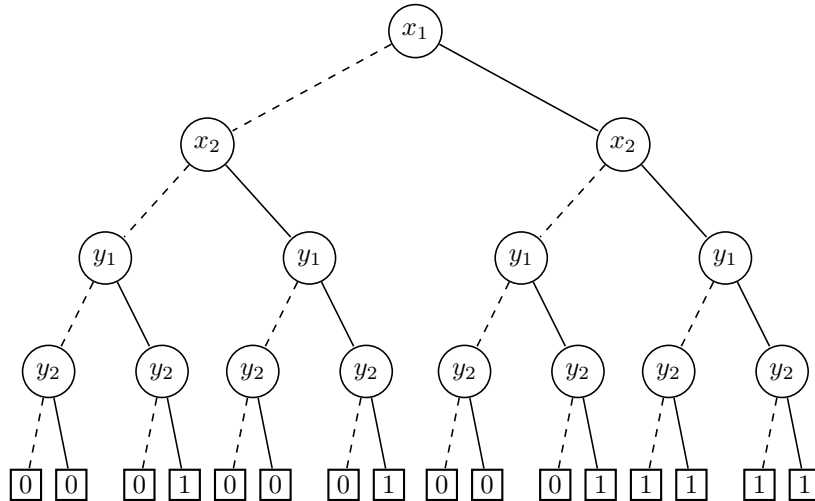 x₁
x₂ x₂
y₁ y₁ y₁ y₁
y₂ y₂ y₂ y₂ y₂ y₂ y₂ y₂
0 0 0 1 0 0 0 1 0 0 0 1 1 1 1 1